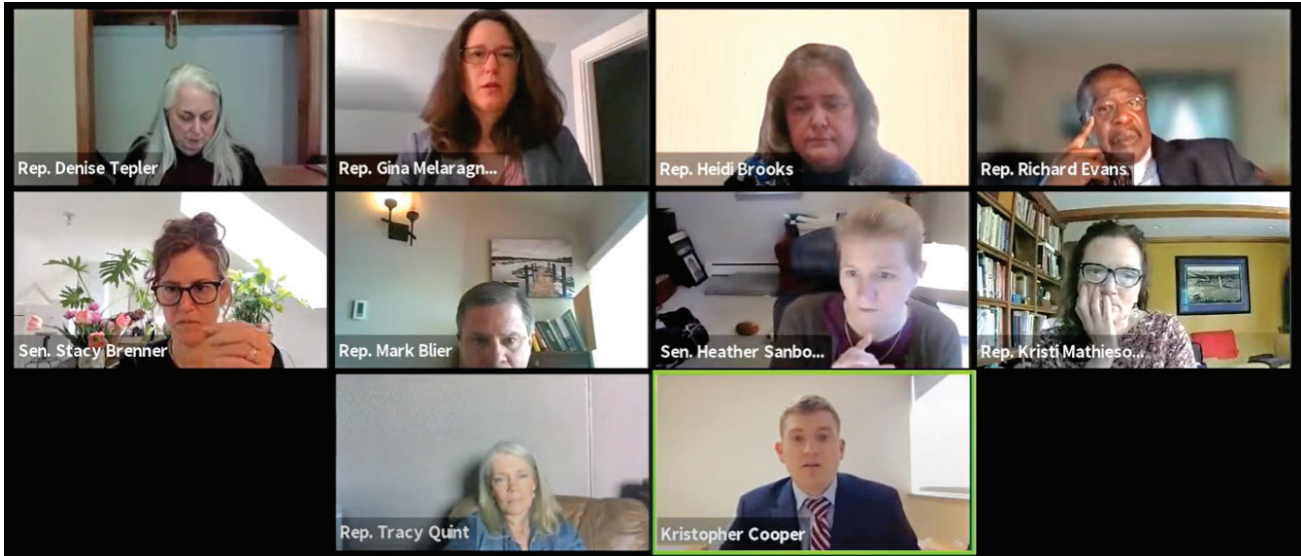 Rep. Denise Tepler
Rep. Gina Melaragn...
Rep. Heidi Brooks
Rep. Richard Evans
Sen. Stacy Brenner
Rep. Mark Blier
Sen. Heather Sanbo...
Rep. Kristi Mathieso...
Rep. Tracy Quint
Kristopher Cooper